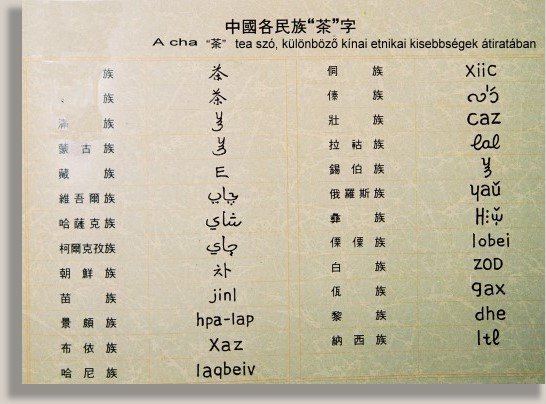 中國各民族“茶”字
A cha “茶” tea szó, különböző kínai etnikai kisebbségek átiratában
族 茶
族 茶
族
蒙古族
藏族
維吾爾族 چاي
哈薩克族 شاي
柯爾克孜族 چاي
朝鮮族 차
苗族 jinl
景頗族 hpa-lap
布依族 Xaz
哈尼族 laqbeiv
侗族 Xiic
傣族
壯族 caz
拉祜族 lal
錫伯族
俄羅斯族 чай
彝族
傈僳族 lobei
白族 zOD
佤族 gax
黎族 dhe
納西族 ltl